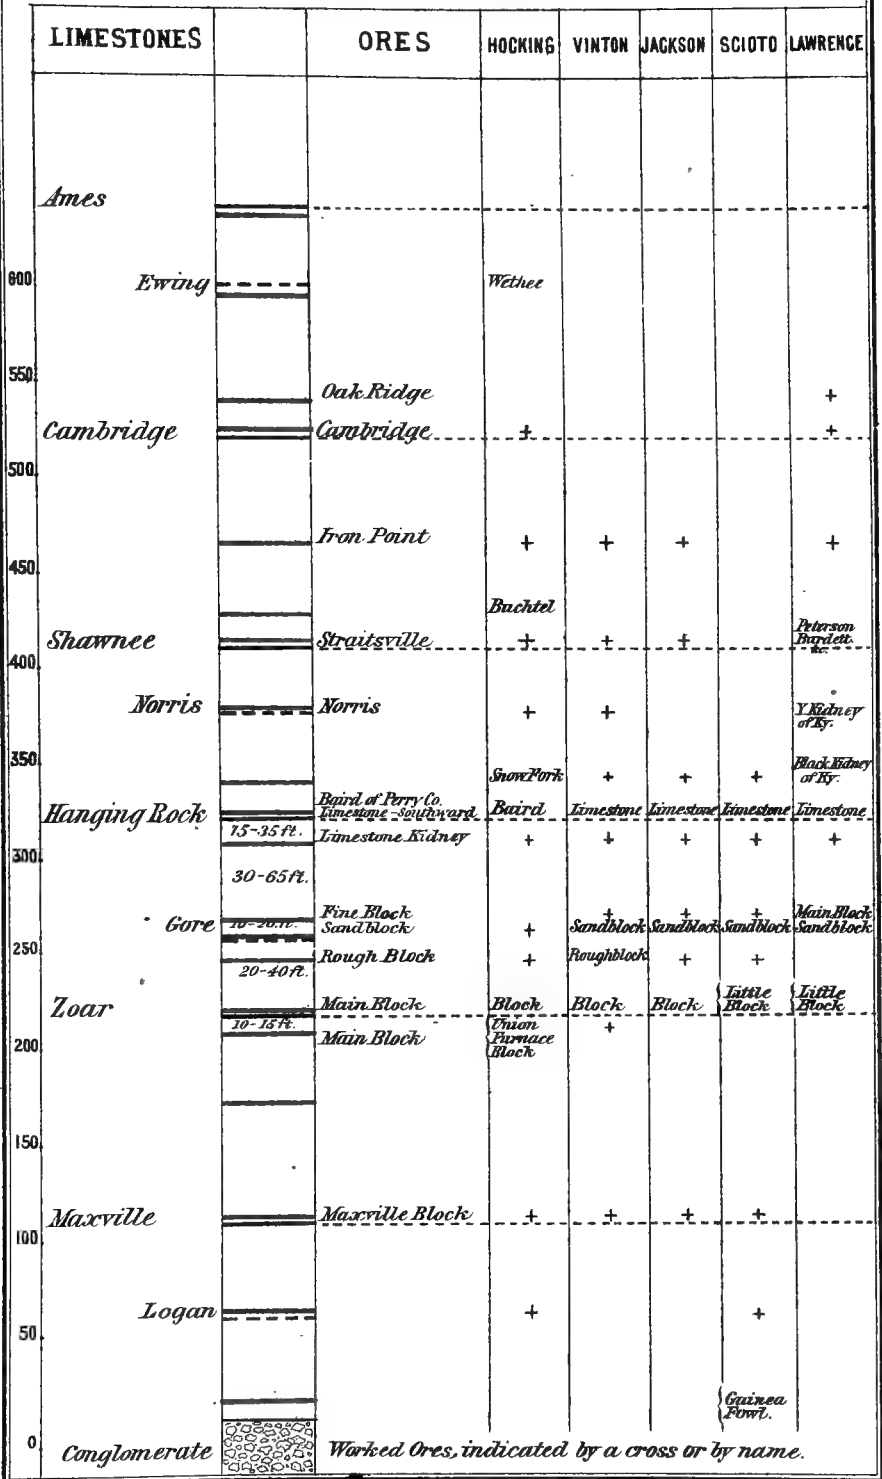 LIMESTONES ORES HOCKING VINTON JACKSON SCIOTO LAWRENCE
Ames
600 Ewing Wethee
550
Oak Ridge +
Cambridge Cambridge + +
500
Iron Point + + + +
450
Buchtel
Peterson
Shawnee Straitsville + + + Burdett
&c.
400
Norris Norris + + Y. Kidney
of Ky.
350
Snow Fork + + + Black Kidney
of Ky.
Baird of Perry Co.
Hanging Rock Limestone-Southward Baird Limestone Limestone Limestone Limestone
15-35 ft. Limestone Kidney + + + + +
300
30-65 ft.
Fine Block + + + Main Block
Gore 10-20 ft. Sandblock + Sandblock Sandblock Sandblock Sandblock
250 Rough Block + Roughblock + +
20-40 ft.
Little Little
Zoar Main Block Block Block Block Block Block
10-15 ft. Union +
Main Block Furnace
200 Block
150
Maxville Maxville Block + + + +
100
Logan + +
50
Guinea
Fowl.
0 Conglomerate Worked Ores, indicated by a cross or by name.